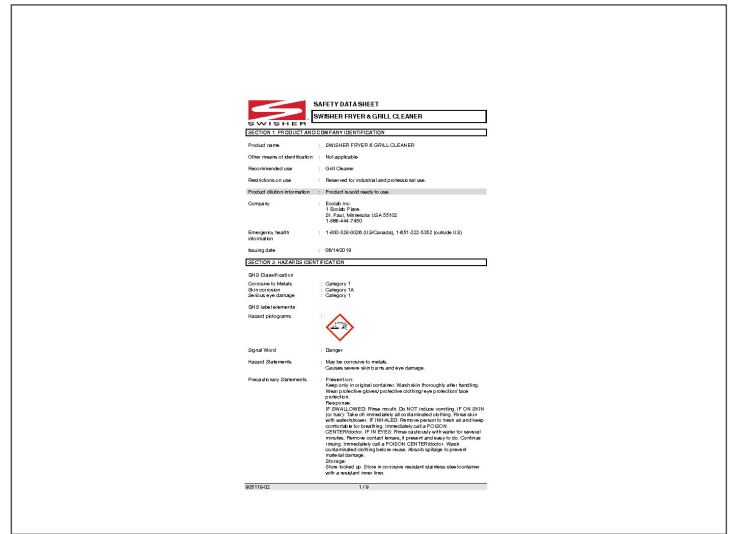 SAFETY DATA SHEET
SWISHER FRYER & GRILL CLEANER
SWISHER
SECTION 1. PRODUCT AND COMPANY IDENTIFICATION
Product name : SWISHER FRYER & GRILL CLEANER
Other means of identification : Not applicable
Recommended use : Grill Cleaner
Restrictions on use : Reserved for industrial and professional use.
Product dilution information : Product is sold ready to use.
Company : Ecolab Inc.
1 Ecolab Place
St. Paul, Minnesota USA 55102
1-866-444-7450
Emergency health information : 1-800-328-0026 (US/Canada), 1-651-222-5352 (outside US)
Issuing date : 06/14/2019
SECTION 2. HAZARDS IDENTIFICATION
GHS Classification
Corrosive to Metals : Category 1
Skin corrosion : Category 1A
Serious eye damage : Category 1
GHS label elements
Hazard pictograms :
Signal Word : Danger
Hazard Statements : May be corrosive to metals.
Causes severe skin burns and eye damage.
Precautionary Statements : Prevention:
Keep only in original container. Wash skin thoroughly after handling.
Wear protective gloves/ protective clothing/ eye protection/ face
protection.
Response:
IF SWALLOWED: Rinse mouth. Do NOT induce vomiting. IF ON SKIN
(or hair): Take off immediately all contaminated clothing. Rinse skin
with water/shower. IF INHALED: Remove person to fresh air and keep
comfortable for breathing. Immediately call a POISON
CENTER/doctor. IF IN EYES: Rinse cautiously with water for several
minutes. Remove contact lenses, if present and easy to do. Continue
rinsing. Immediately call a POISON CENTER/doctor. Wash
contaminated clothing before reuse. Absorb spillage to prevent
material damage.
Storage:
Store locked up. Store in corrosive resistant stainless steel container
with a resistant inner liner.
905119-02 1 / 9